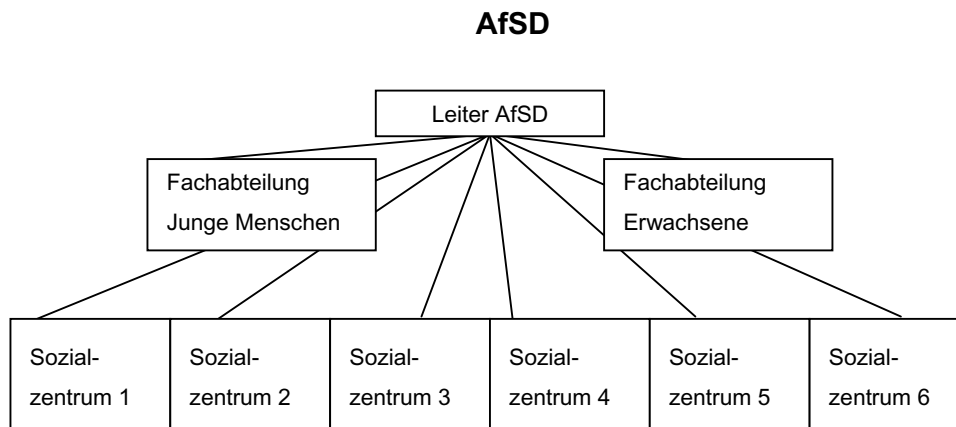 AfSD
Leiter AfSD
Fachabteilung
Junge Menschen
Fachabteilung
Erwachsene
Sozial-
zentrum 1
Sozial-
zentrum 2
Sozial-
zentrum 3
Sozial-
zentrum 4
Sozial-
zentrum 5
Sozial-
zentrum 6